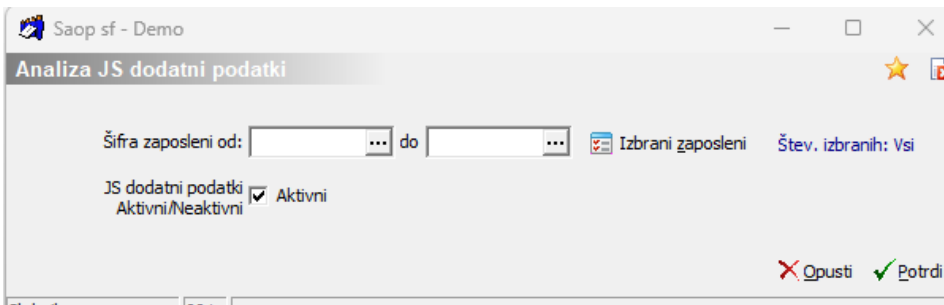 Saop sf - Demo
Analiza JS dodatni podatki
Šifra zaposleni od: ... do ... Izbrani zaposleni Štev. izbranih: Vsi
JS dodatni podatki
Aktivni/Neaktivni Aktivni
Opusti Potrdi